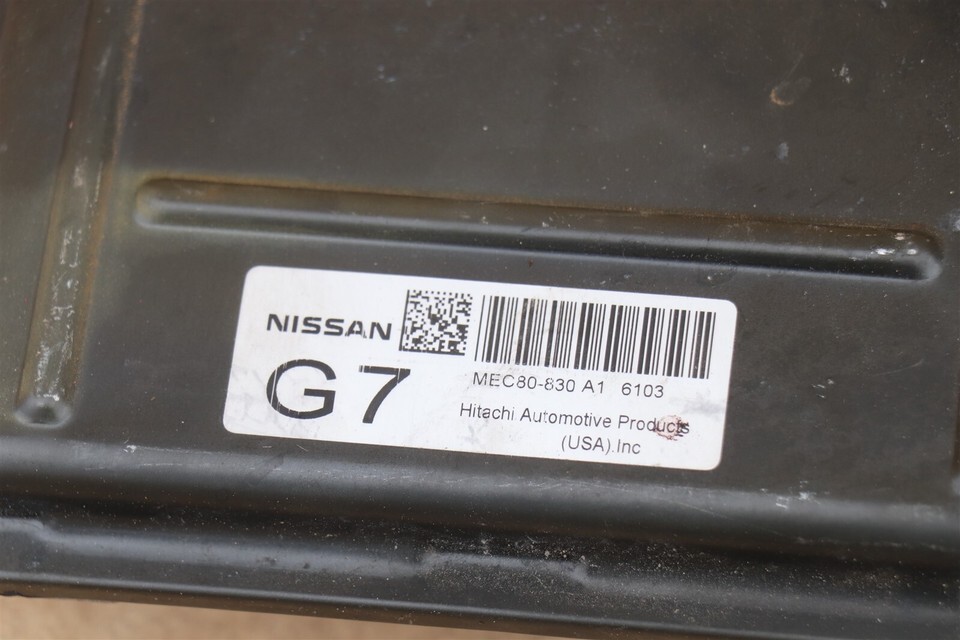 NISSAN
G7
MEC80-830 A1 6103
Hitachi Automotive Products
(USA).Inc